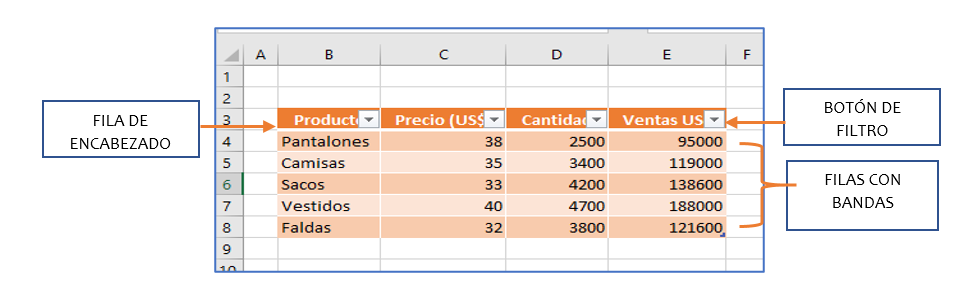 A B C D E F
1
2
FILA DE
ENCABEZADO
3 Product Precio (US$ Cantidad Ventas US
BOTÓN DE
FILTRO
4 Pantalones 38 2500 95000
5 Camisas 35 3400 119000
6 Sacos 33 4200 138600
7 Vestidos 40 4700 188000
8 Faldas 32 3800 121600
FILAS CON
BANDAS
9
10